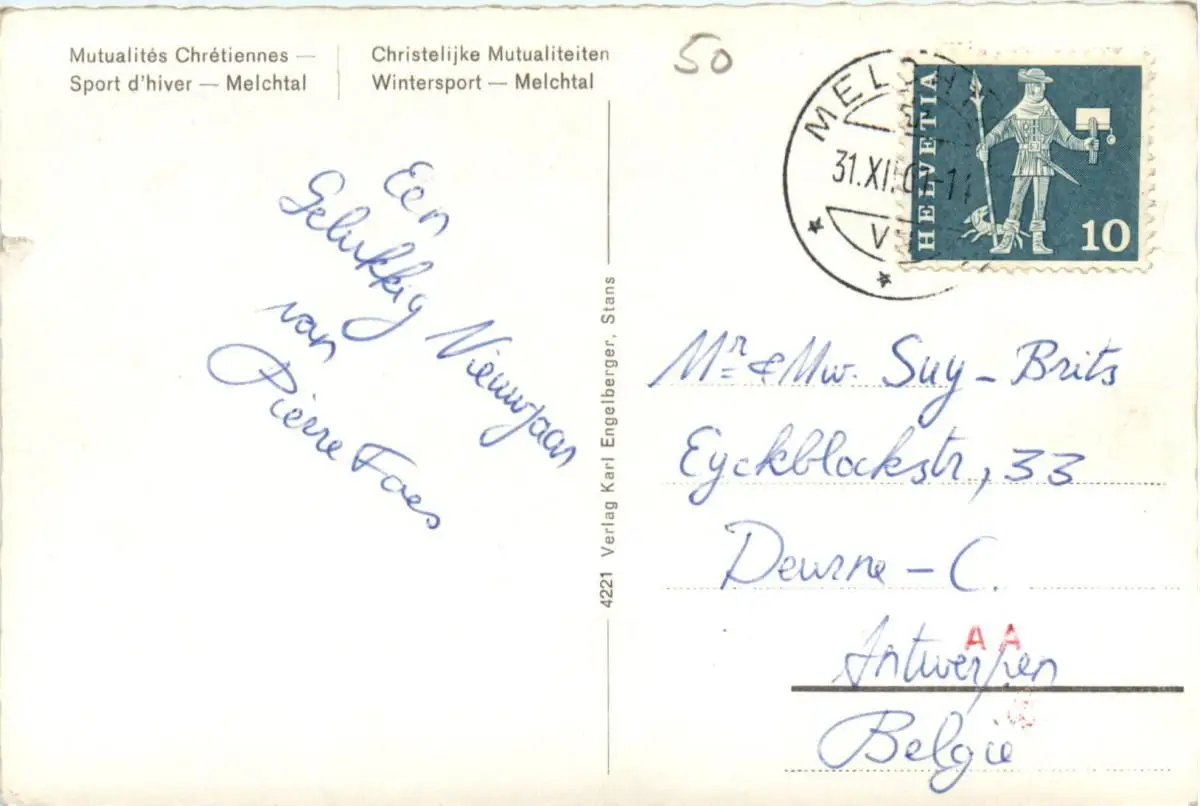 Mutualités Chrétiennes —
Sport d'hiver — Melchtal
Christelijke Mutualiteiten
Wintersport — Melchtal
50
HELVETIA
10
31.XII.
Een
Gelukkig Nieuwjaar
van
Pierre Faes
4221 Verlag Karl Engelberger, Stans
Mr & Mw. Suy - Brits
Eyckblockstr, 33
Deurne - C.
AA
Antwerpen
Belgie